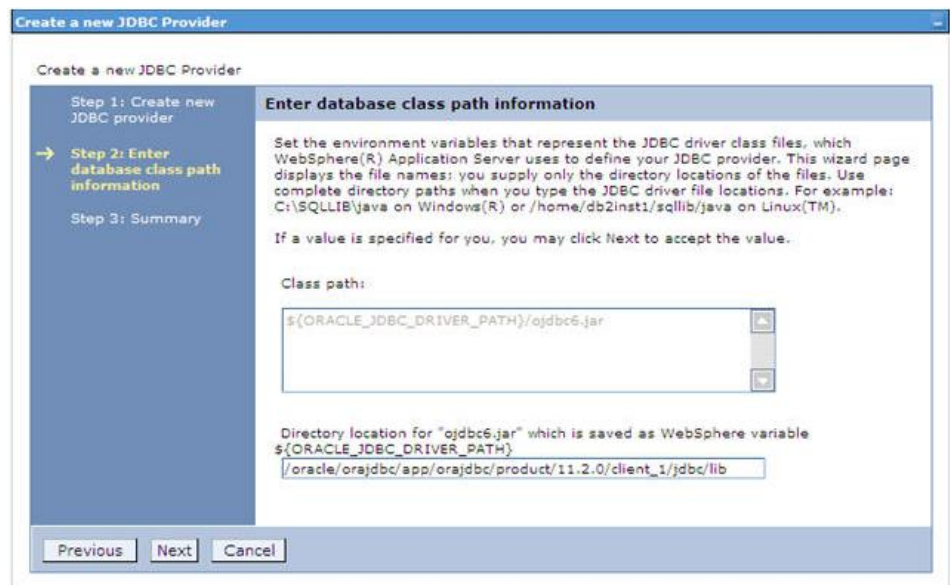 Create a new JDBC Provider
Create a new JDBC Provider
Step 1: Create new
JDBC provider
Step 2: Enter
database class path
information
Step 3: Summary
Enter database class path information
Set the environment variables that represent the JDBC driver class files, which
WebSphere(R) Application Server uses to define your JDBC provider. This wizard page
displays the file names; you supply only the directory locations of the files. Use
complete directory paths when you type the JDBC driver file locations. For example:
C:\SQLLIB\java on Windows(R) or /home/db2inst1/sqllib/java on Linux(TM).
If a value is specified for you, you may click Next to accept the value.
Class path:
${ORACLE_JDBC_DRIVER_PATH}/ojdbc6.jar
Directory location for "ojdbc6.jar" which is saved as WebSphere variable
${ORACLE_JDBC_DRIVER_PATH}
/oracle/orajdbc/app/orajdbc/product/11.2.0/client_1/jdbc/lib
Previous Next Cancel